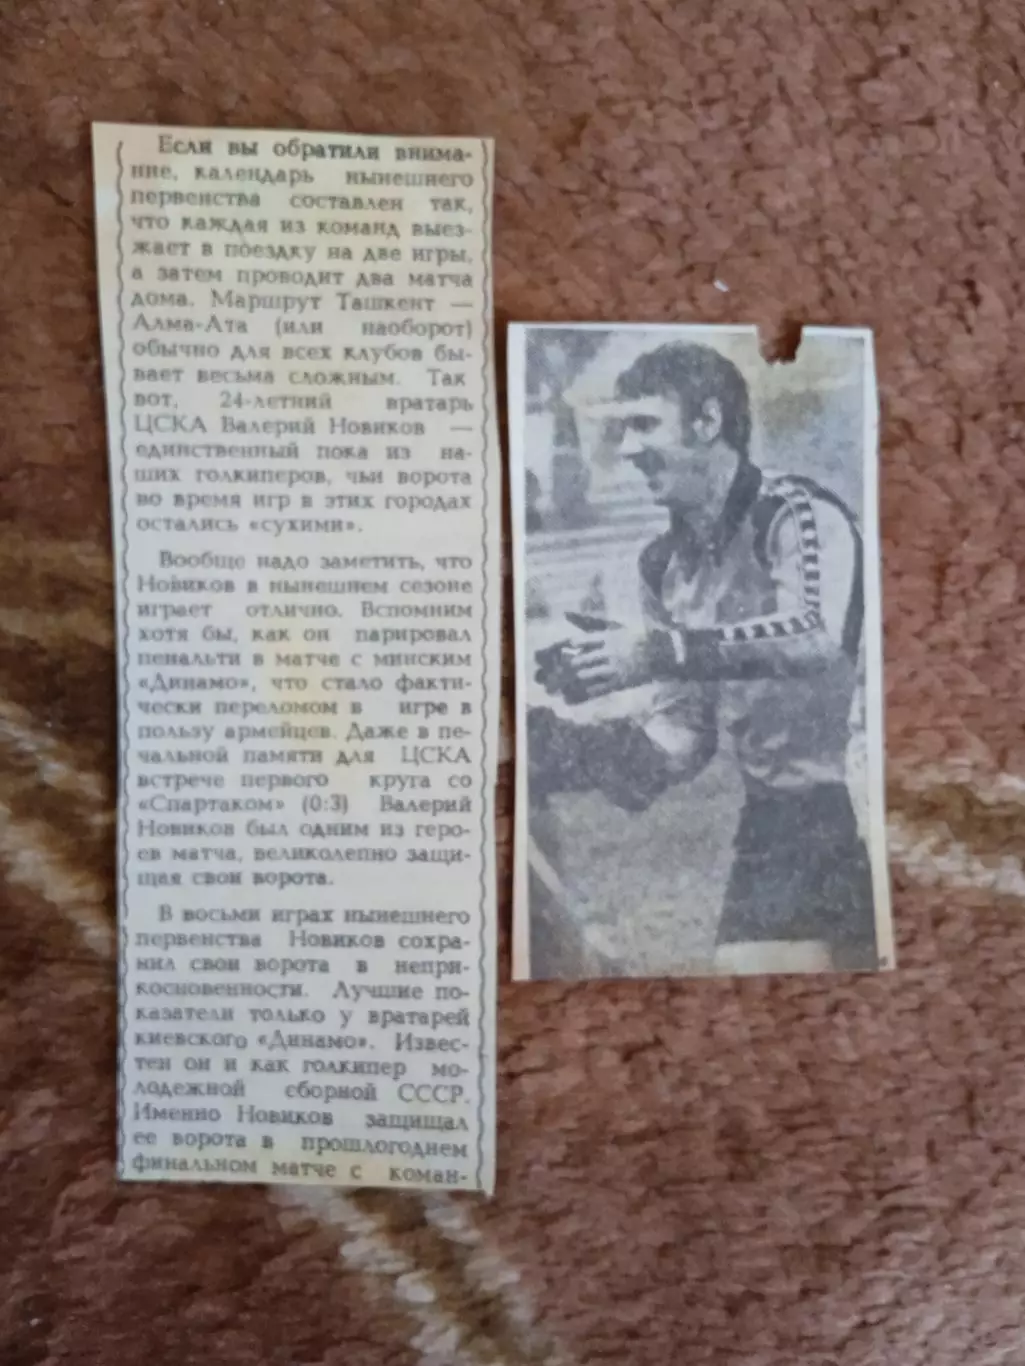 Если вы обратили внима-
ние, календарь нынешнего
первенства составлен так,
что каждая из команд выез-
жает в поездку на две игры,
а затем проводит два матча
дома. Маршрут Ташкент —
Алма-Ата (или наоборот)
обычно для всех клубов бы-
вает весьма сложным. Так
вот, 24-летний вратарь
ЦСКА Валерий Новиков —
единственный пока из на-
ших голкиперов, чьи ворота
во время игр в этих городах
остались «сухими».
Вообще надо заметить, что
Новиков в нынешнем сезоне
играет отлично. Вспомним
хотя бы, как он парировал
пенальти в матче с минским
«Динамо», что стало факти-
чески переломом в игре в
пользу армейцев. Даже в пе-
чальной памяти для ЦСКА
встрече первого круга со
«Спартаком» (0:3) Валерий
Новиков был одним из геро-
ев матча, великолепно защи-
щая свои ворота.
В восьми играх нынешнего
первенства Новиков сохра-
нил свои ворота в непри-
косновенности. Лучшие по-
казатели только у вратарей
киевского «Динамо». Извес-
тен он и как голкипер мо-
лодежной сборной СССР.
Именно Новиков защищал
ее ворота в прошлогоднем
финальном матче с коман-